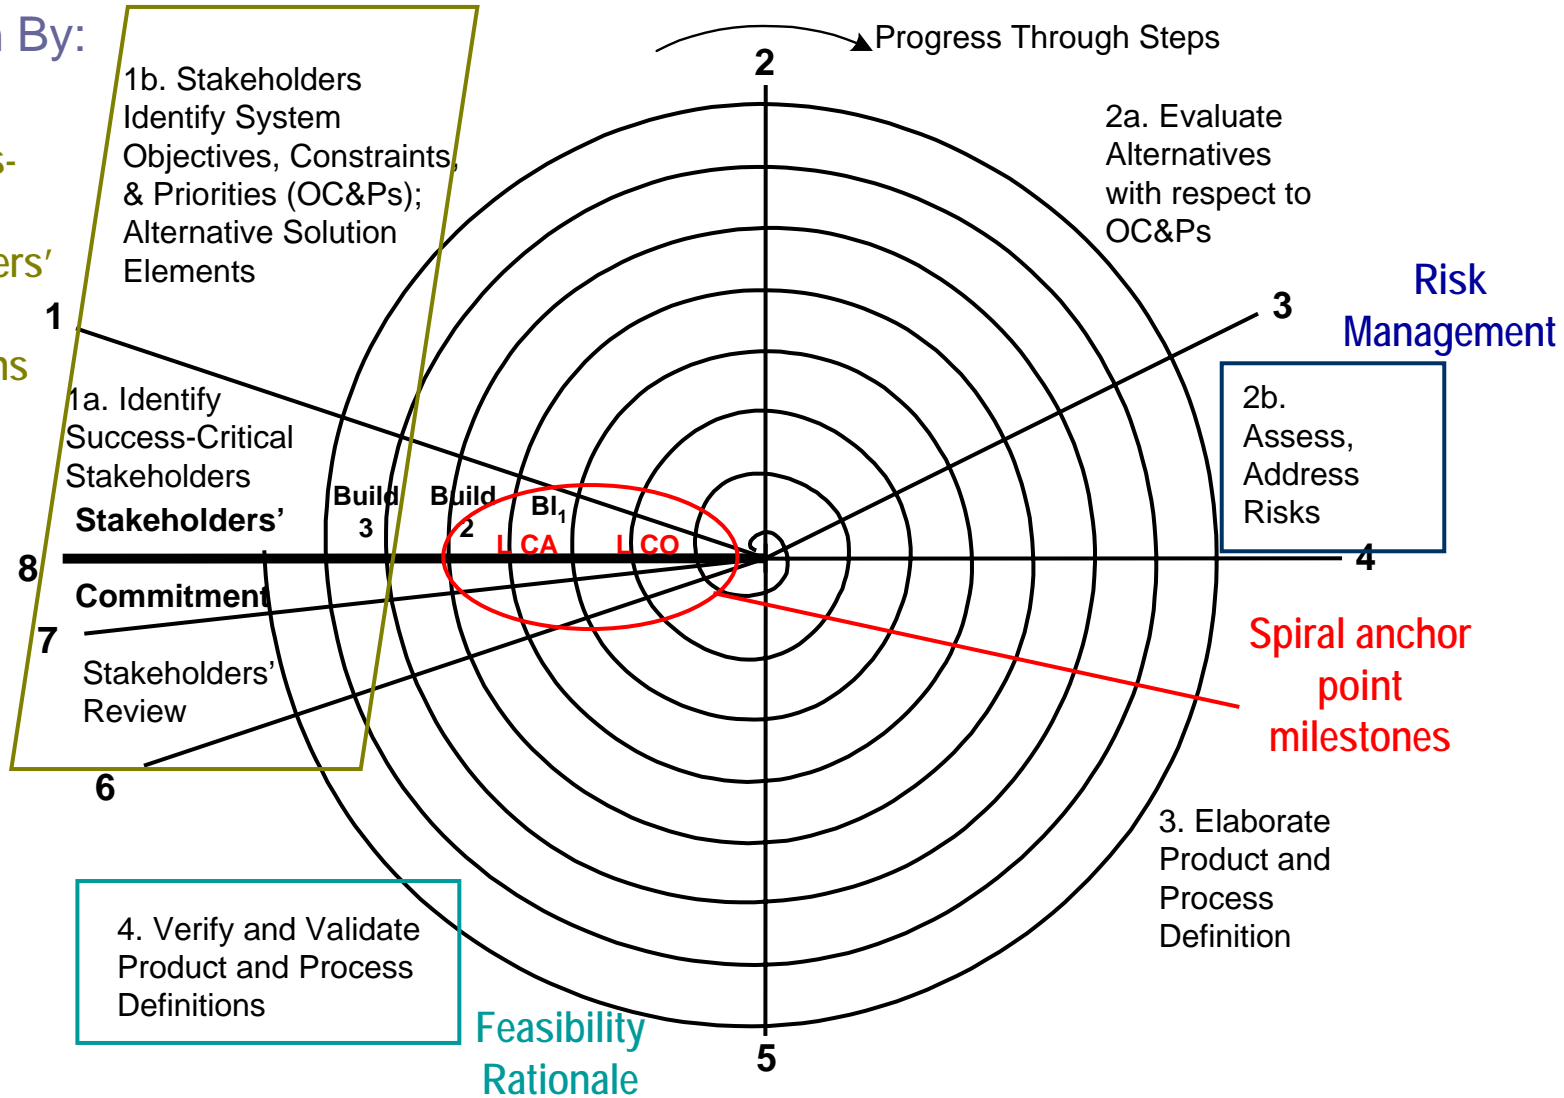 By:
1b. Stakeholders
Identify System
Objectives, Constraints,
& Priorities (OC&Ps);
Alternative Solution
Elements
Progress Through Steps
2
2a. Evaluate
Alternatives
with respect to
OC&Ps
1
3
Risk
Management
1a. Identify
Success-Critical
Stakeholders
Stakeholders’
Build
3
Build
2
Bl1
LCA
LCO
2b.
Assess,
Address
Risks
8
4
Commitment
7
Stakeholders’
Review
6
Spiral anchor
point
milestones
3. Elaborate
Product and
Process
Definition
4. Verify and Validate
Product and Process
Definitions
Feasibility
Rationale
5